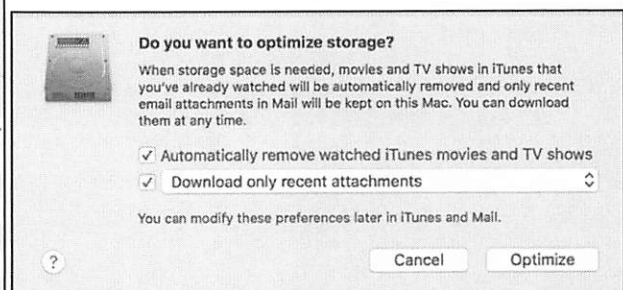 Do you want to optimize storage?
When storage space is needed, movies and TV shows in iTunes that
you've already watched will be automatically removed and only recent
email attachments in Mail will be kept on this Mac. You can download
them at any time.
Automatically remove watched iTunes movies and TV shows
Download only recent attachments
You can modify these preferences later in iTunes and Mail.
?
Cancel
Optimize